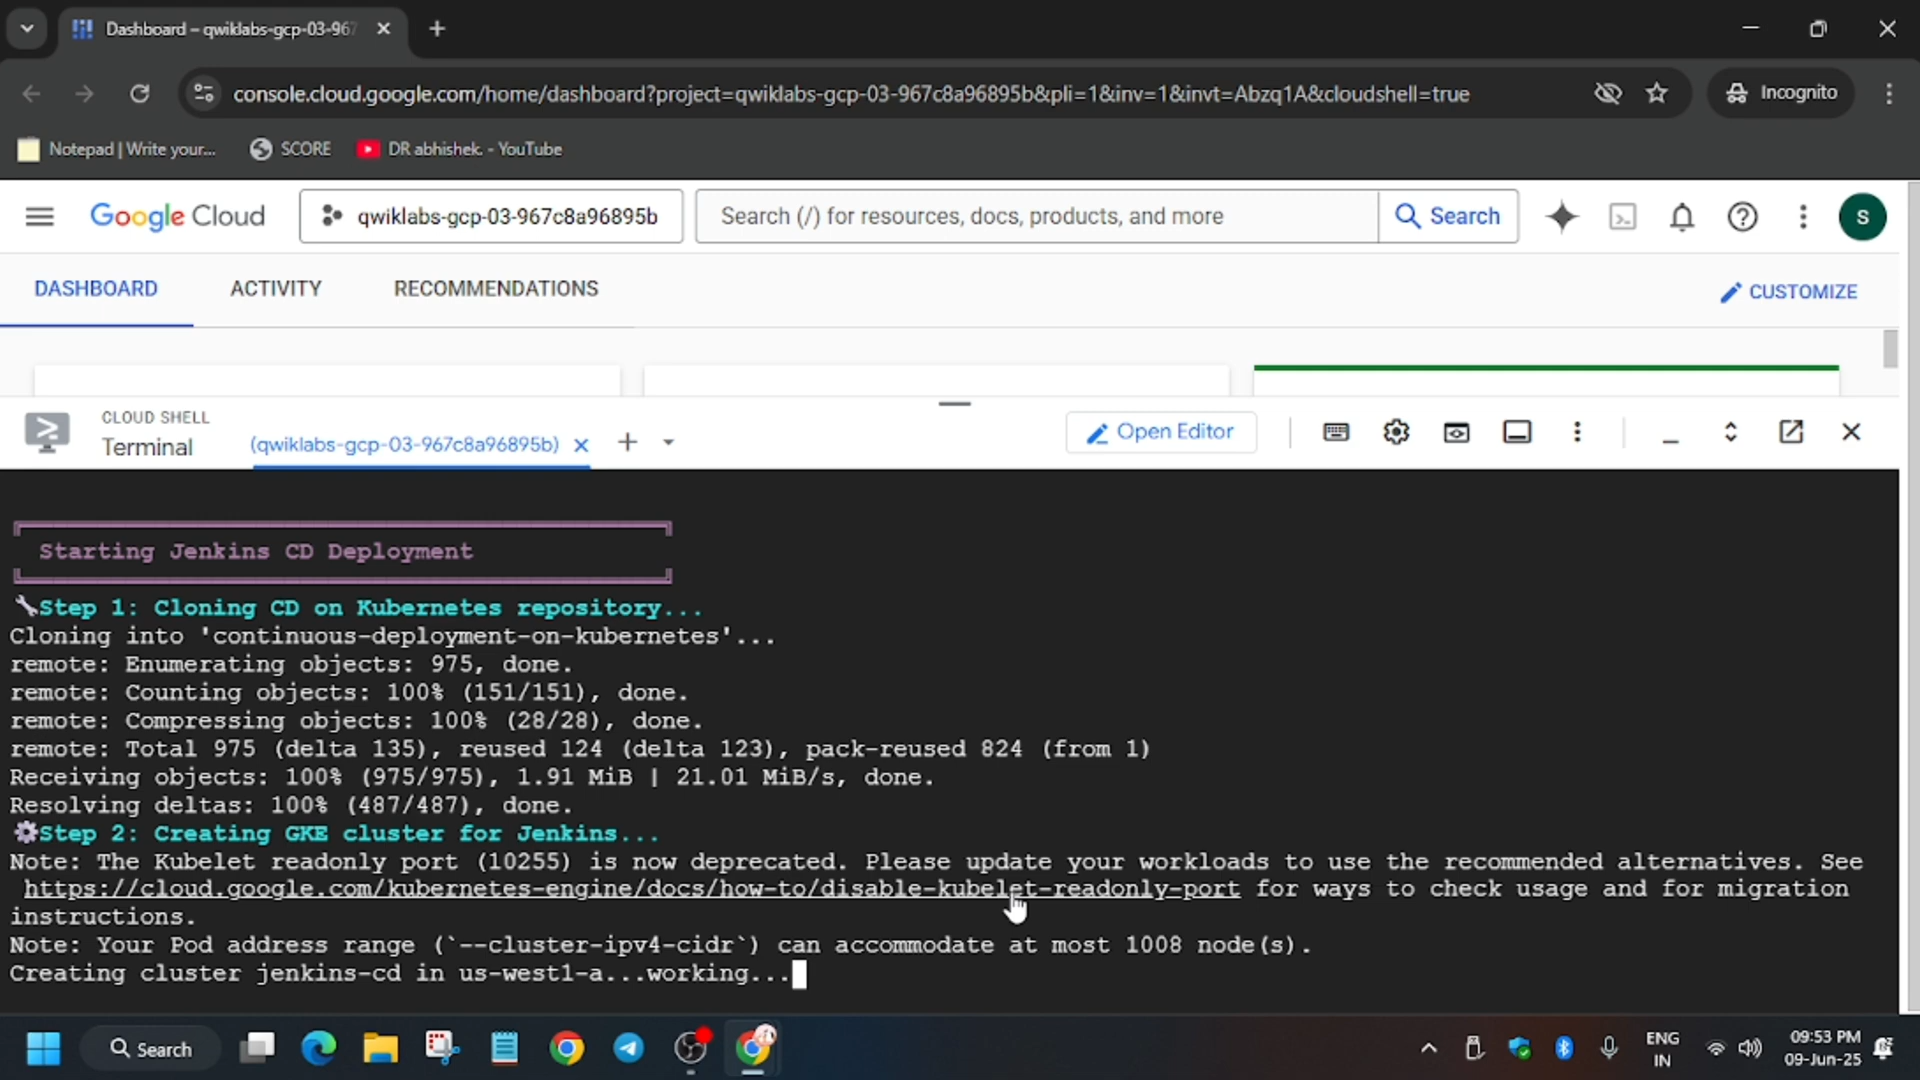 Dashboard – qwiklabs-gcp-03-967
console.cloud.google.com/home/dashboard?project=qwiklabs-gcp-03-967c8a96895b&pli=1&inv=1&invt=Abzq1A&cloudshell=true
Incognito
Notepad | Write your...
SCORE
DR abhishek. - YouTube
Google Cloud
qwiklabs-gcp-03-967c8a96895b
Search (/) for resources, docs, products, and more
Search
S
DASHBOARD
ACTIVITY
RECOMMENDATIONS
CUSTOMIZE
CLOUD SHELL
Terminal
(qwiklabs-gcp-03-967c8a96895b)
Open Editor
Starting Jenkins CD Deployment
Step 1: Cloning CD on Kubernetes repository...
Cloning into 'continuous-deployment-on-kubernetes'...
remote: Enumerating objects: 975, done.
remote: Counting objects: 100% (151/151), done.
remote: Compressing objects: 100% (28/28), done.
remote: Total 975 (delta 135), reused 124 (delta 123), pack-reused 824 (from 1)
Receiving objects: 100% (975/975), 1.91 MiB | 21.01 MiB/s, done.
Resolving deltas: 100% (487/487), done.
Step 2: Creating GKE cluster for Jenkins...
Note: The Kubelet readonly port (10255) is now deprecated. Please update your workloads to use the recommended alternatives. See
https://cloud.google.com/kubernetes-engine/docs/how-to/disable-kubelet-readonly-port for ways to check usage and for migration
instructions.
Note: Your Pod address range (`--cluster-ipv4-cidr`) can accommodate at most 1008 node(s).
Creating cluster jenkins-cd in us-west1-a...working...
Search
ENG
IN
09:53 PM
09-Jun-25